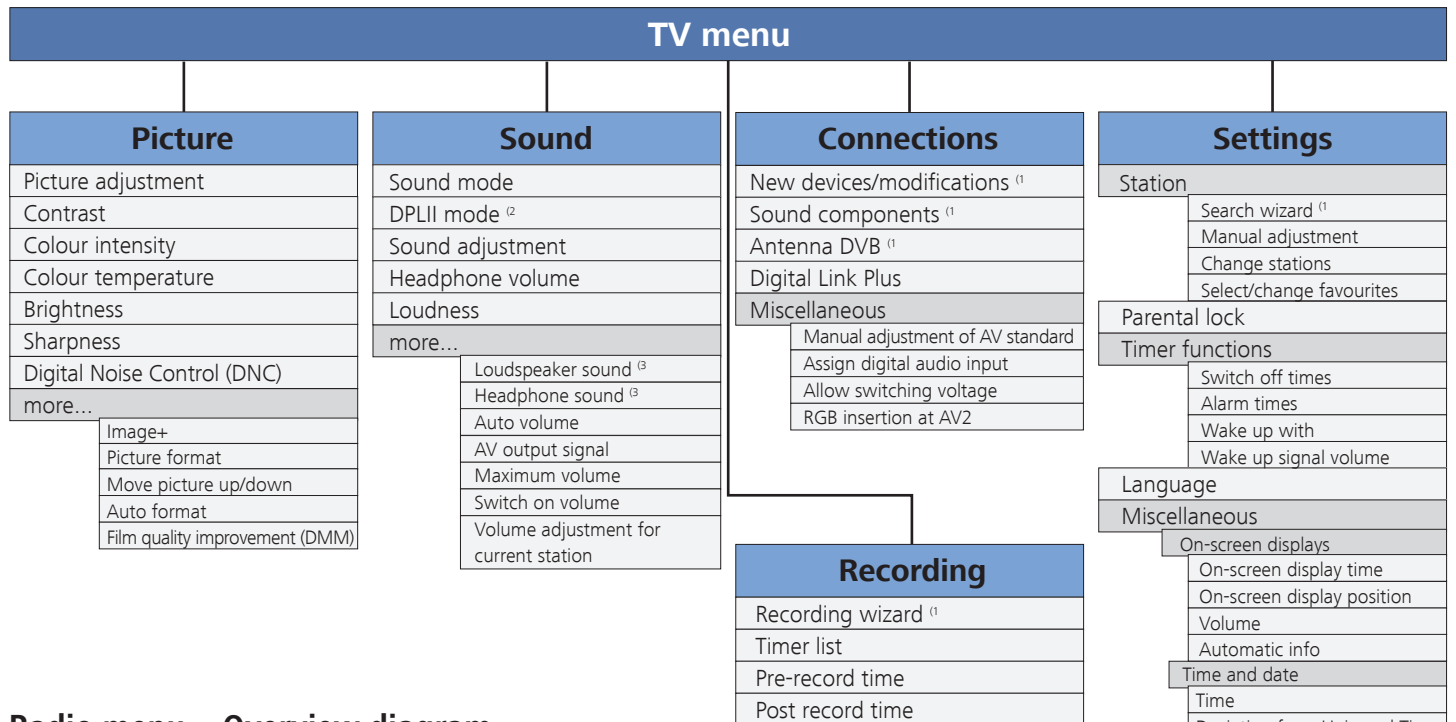 TV menu
Picture
Picture adjustment
Contrast
Colour intensity
Colour temperature
Brightness
Sharpness
Digital Noise Control (DNC)
more...
Image+
Picture format
Move picture up/down
Auto format
Film quality improvement (DMM)
Sound
Sound mode
DPLII mode (2
Sound adjustment
Headphone volume
Loudness
more...
Loudspeaker sound (3
Headphone sound (3
Auto volume
AV output signal
Maximum volume
Switch on volume
Volume adjustment for
current station
Connections
New devices/modifications (1
Sound components (1
Antenna DVB (1
Digital Link Plus
Miscellaneous
Manual adjustment of AV standard
Assign digital audio input
Allow switching voltage
RGB insertion at AV2
Recording
Recording wizard (1
Timer list
Pre-record time
Post record time
Settings
Station
Search wizard (1
Manual adjustment
Change stations
Select/change favourites
Parental lock
Timer functions
Switch off times
Alarm times
Wake up with
Wake up signal volume
Language
Miscellaneous
On-screen displays
On-screen display time
On-screen display position
Volume
Automatic info
Time and date
Time
Radio menu – Overview diagram